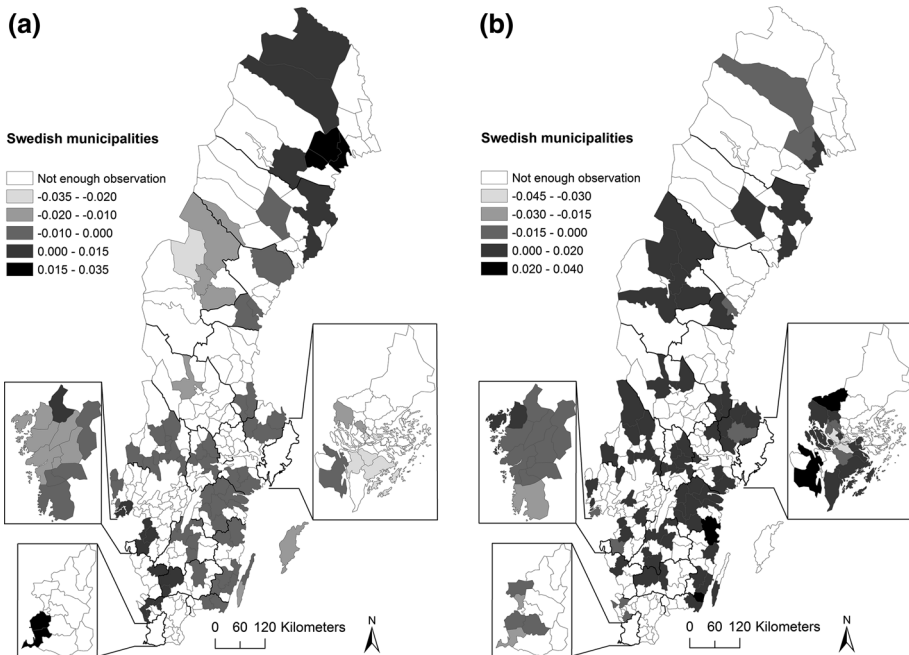 (a)
Swedish municipalities
Not enough observation
-0.035 - -0.020
-0.020 - -0.010
-0.010 - 0.000
0.000 - 0.015
0.015 - 0.035
0 60 120 Kilometers
N
(b)
Swedish municipalities
Not enough observation
-0.045 - -0.030
-0.030 - -0.015
-0.015 - 0.000
0.000 - 0.020
0.020 - 0.040
0 60 120 Kilometers
N